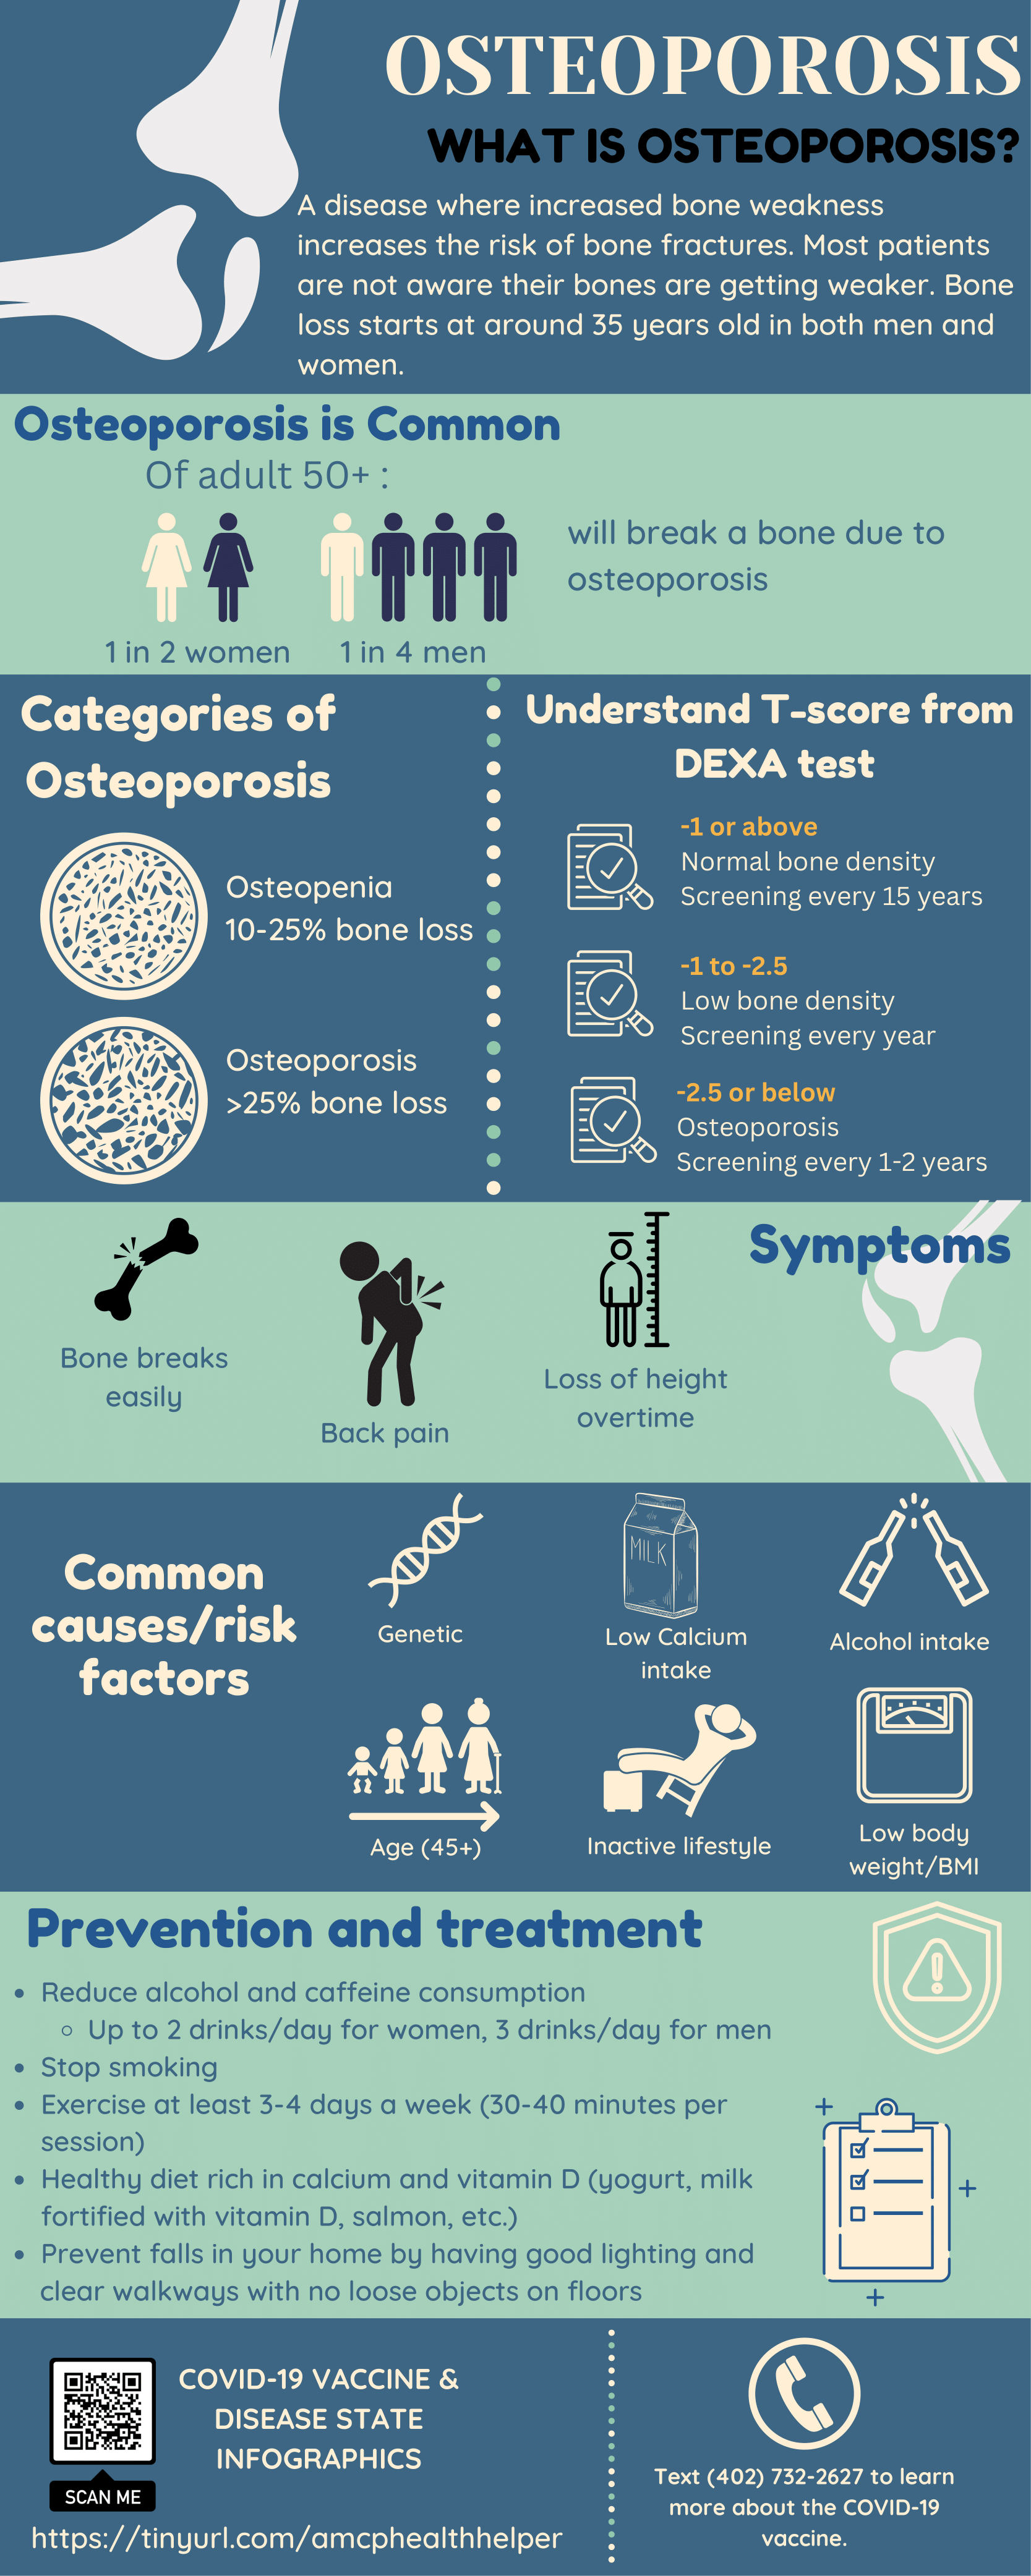 OSTEOPOROSIS
WHAT IS OSTEOPOROSIS?
A disease where increased bone weakness
increases the risk of bone fractures. Most patients
are not aware their bones are getting weaker. Bone
loss starts at around 35 years old in both men and
women.
Osteoporosis is Common
Of adult 50+ :
will break a bone due to
osteoporosis
1 in 2 women
1 in 4 men
Categories of
Osteoporosis
Osteopenia
10-25% bone loss
Osteoporosis
>25% bone loss
Understand T-score from
DEXA test
-1 or above
Normal bone density
Screening every 15 years
-1 to -2.5
Low bone density
Screening every year
-2.5 or below
Osteoporosis
Screening every 1-2 years
Symptoms
Bone breaks
easily
Back pain
Loss of height
overtime
Common
causes/risk
factors
Genetic
MILK
Low Calcium
intake
Alcohol intake
Age (45+)
Inactive lifestyle
Low body
weight/BMI
Prevention and treatment
• Reduce alcohol and caffeine consumption
◦ Up to 2 drinks/day for women, 3 drinks/day for men
• Stop smoking
• Exercise at least 3-4 days a week (30-40 minutes per
session)
• Healthy diet rich in calcium and vitamin D (yogurt, milk
fortified with vitamin D, salmon, etc.)
• Prevent falls in your home by having good lighting and
clear walkways with no loose objects on floors
COVID-19 VACCINE &
DISEASE STATE
INFOGRAPHICS
SCAN ME
https://tinyurl.com/amcphealthhelper
Text (402) 732-2627 to learn
more about the COVID-19
vaccine.